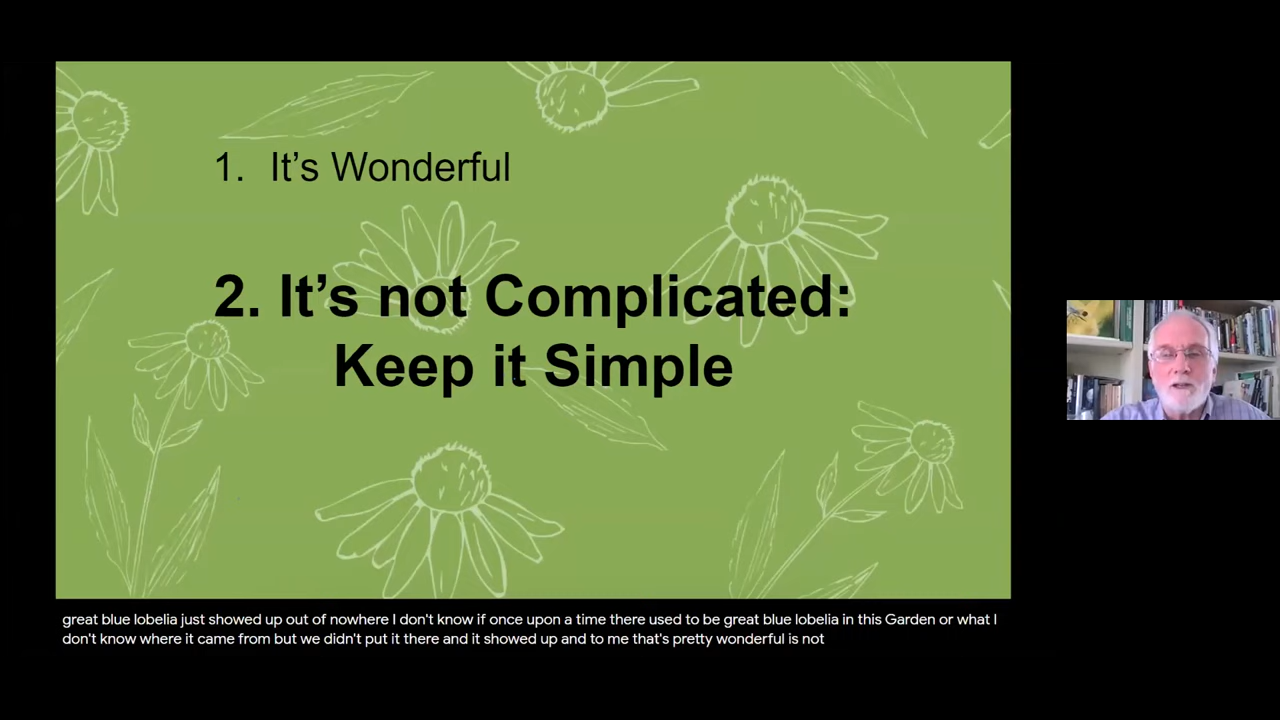 1. It’s Wonderful
2. It’s not Complicated:
Keep it Simple
great blue lobelia just showed up out of nowhere I don't know if once upon a time there used to be great blue lobelia in this Garden or what I
don't know where it came from but we didn't put it there and it showed up and to me that's pretty wonderful is not